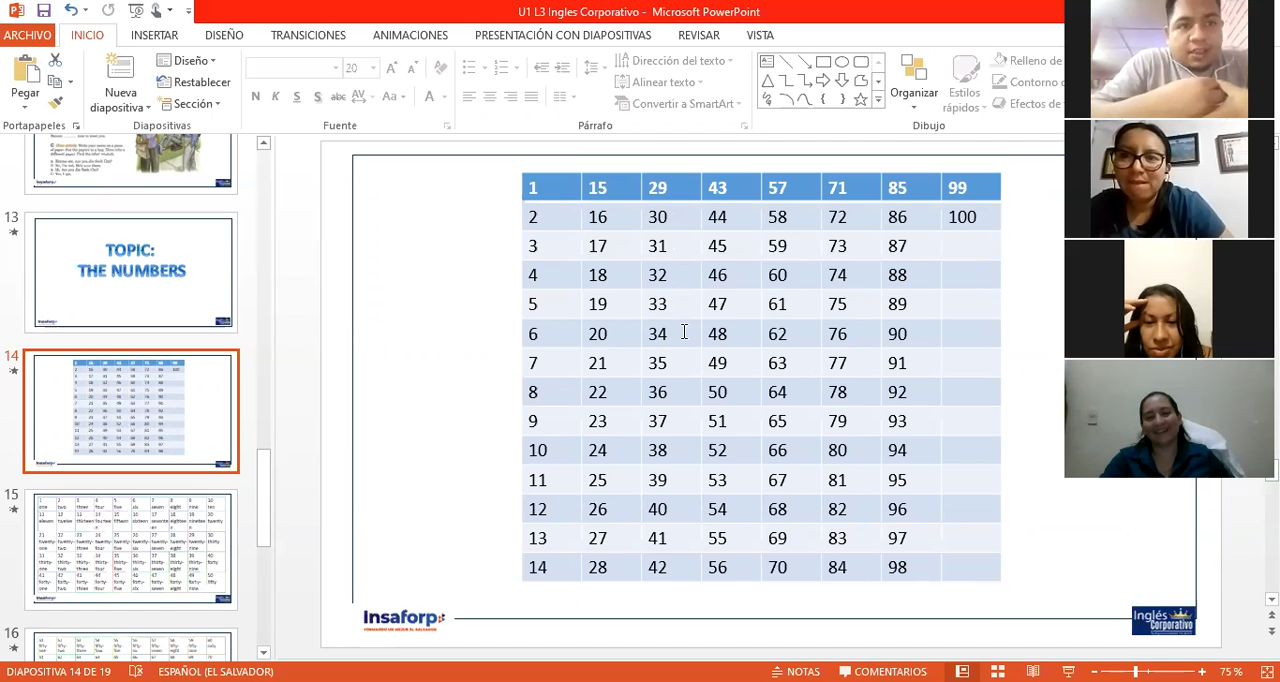 U1 L3 Ingles Corporativo - Microsoft PowerPoint
ARCHIVO INICIO INSERTAR DISEÑO TRANSICIONES ANIMACIONES PRESENTACIÓN CON DIAPOSITIVAS REVISAR VISTA
Pegar
Nueva
diapositiva
Diseño
Restablecer
Sección
20
N K S S abc AV Aa A
Dirección del texto
Alinear texto
Convertir a SmartArt
Organizar
Estilos
rápidos
Relleno de
Contorno
Efectos de
Portapapeles Diapositivas Fuente Párrafo Dibujo
13
TOPIC:
THE NUMBERS
14
15
16
1 15 29 43 57 71 85 99
2 16 30 44 58 72 86 100
3 17 31 45 59 73 87
4 18 32 46 60 74 88
5 19 33 47 61 75 89
6 20 34 48 62 76 90
7 21 35 49 63 77 91
8 22 36 50 64 78 92
9 23 37 51 65 79 93
10 24 38 52 66 80 94
11 25 39 53 67 81 95
12 26 40 54 68 82 96
13 27 41 55 69 83 97
14 28 42 56 70 84 98
Insaforp
Inglés
Corporativo
DIAPOSITIVA 14 DE 19 ESPAÑOL (EL SALVADOR) NOTAS COMENTARIOS 75 %